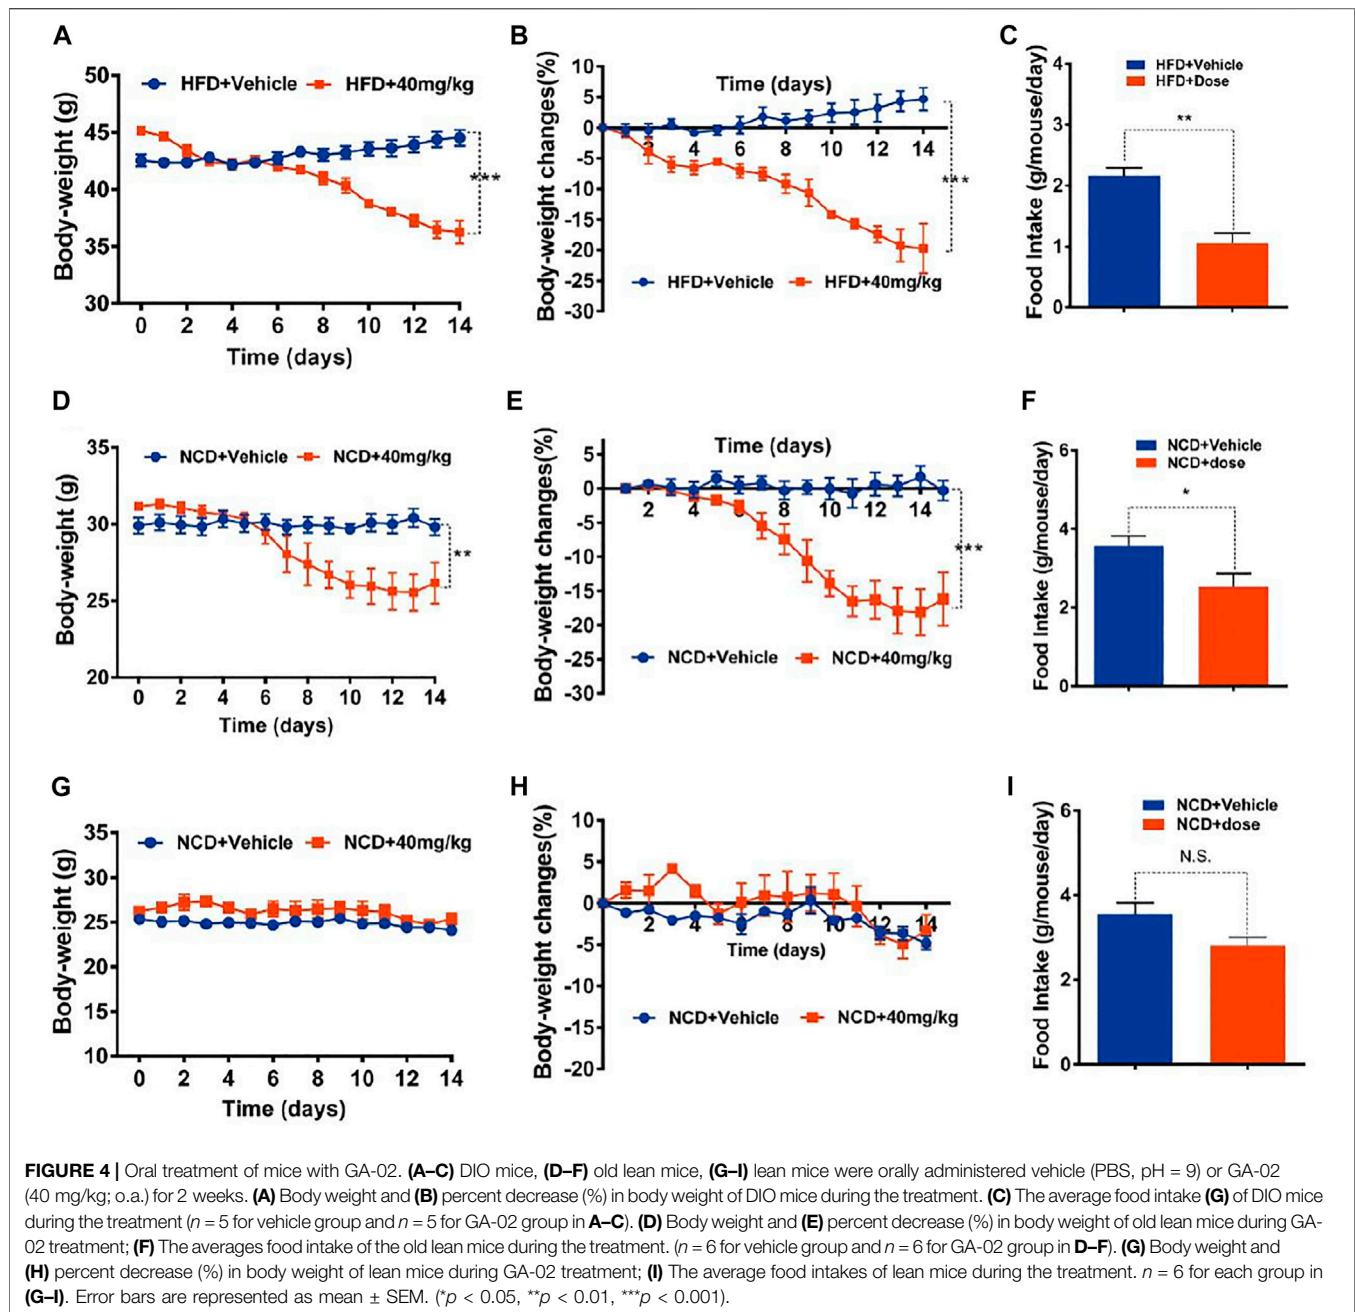 A
HFD+Vehicle HFD+40mg/kg
Body-weight (g)
50
45
40
35
30
***
0 2 4 6 8 10 12 14
Time (days)
B
Time (days)
Body-weight changes(%)
10
5
0
-5
-10
-15
-20
-25
-30
2 4 6 8 10 12 14
***
HFD+Vehicle HFD+40mg/kg
C
HFD+Vehicle
HFD+Dose
Food Intake (g/mouse/day)
4
3
2
1
0
**
D
NCD+Vehicle NCD+40mg/kg
Body-weight (g)
35
30
25
20
**
0 2 4 6 8 10 12 14
Time (days)
E
Time (days)
Body-weight changes(%)
5
0
-5
-10
-15
-20
-25
-30
2 4 6 8 10 12 14
***
NCD+Vehicle NCD+40mg/kg
F
NCD+Vehicle
NCD+dose
Food Intake (g/mouse/day)
6
4
2
0
*
G
NCD+Vehicle NCD+40mg/kg
Body-weight (g)
35
30
25
20
15
10
0 2 4 6 8 10 12 14
Time (days)
H
Body-weight changes(%)
10
5
0
-5
-10
-15
-20
2 4 6 8 10 12 14
Time (days)
NCD+Vehicle NCD+40mg/kg
I
NCD+Vehicle
NCD+dose
Food Intake (g/mouse/day)
6
4
2
0
N.S.
FIGURE 4 | Oral treatment of mice with GA-02. (A–C) DIO mice, (D–F) old lean mice, (G–I) lean mice were orally administered vehicle (PBS, pH = 9) or GA-02
(40 mg/kg; o.a.) for 2 weeks. (A) Body weight and (B) percent decrease (%) in body weight of DIO mice during the treatment. (C) The average food intake (G) of DIO mice
during the treatment (n = 5 for vehicle group and n = 5 for GA-02 group in A–C). (D) Body weight and (E) percent decrease (%) in body weight of old lean mice during GA-
02 treatment; (F) The averages food intake of the old lean mice during the treatment. (n = 6 for vehicle group and n = 6 for GA-02 group in D–F). (G) Body weight and
(H) percent decrease (%) in body weight of lean mice during GA-02 treatment; (I) The average food intakes of lean mice during the treatment. n = 6 for each group in
(G–I). Error bars are represented as mean ± SEM. (*p < 0.05, **p < 0.01, ***p < 0.001).